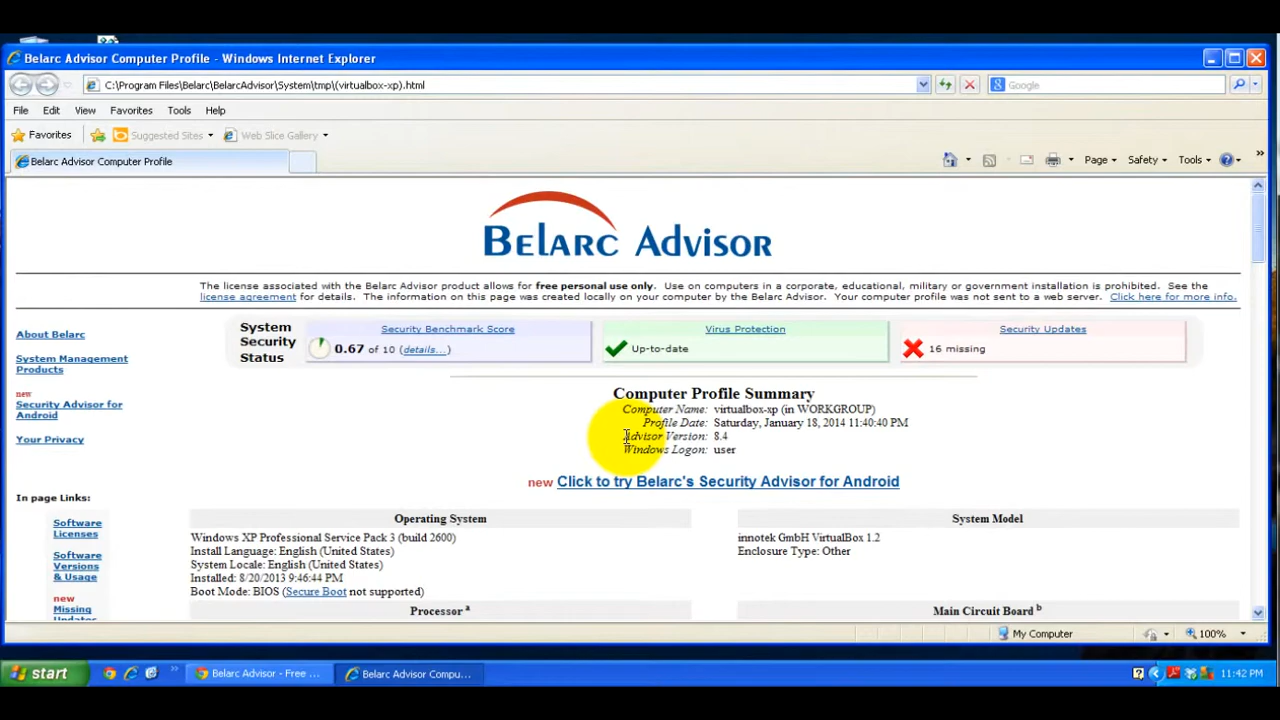 Belarc Advisor Computer Profile - Windows Internet Explorer
C:\Program Files\Belarc\BelarcAdvisor\System\tmp\(virtualbox-xp).html
Google
File Edit View Favorites Tools Help
Favorites Suggested Sites Web Slice Gallery
Belarc Advisor Computer Profile
Page Safety Tools
BELARC ADVISOR
The license associated with the Belarc Advisor product allows for free personal use only. Use on computers in a corporate, educational, military or government installation is prohibited. See the
license agreement for details. The information on this page was created locally on your computer by the Belarc Advisor. Your computer profile was not sent to a web server. Click here for more info.
About Belarc
System Management
Products
new
Security Advisor for
Android
Your Privacy
In page Links:
Software
Licenses
Software
Versions
& Usage
new
Missing
Updates
System
Security
Status
Security Benchmark Score
0.67 of 10 (details...)
Virus Protection
Up-to-date
Security Updates
16 missing
Computer Profile Summary
Computer Name: virtualbox-xp (in WORKGROUP)
Profile Date: Saturday, January 18, 2014 11:40:40 PM
Advisor Version: 8.4
Windows Logon: user
new Click to try Belarc's Security Advisor for Android
Operating System
Windows XP Professional Service Pack 3 (build 2600)
Install Language: English (United States)
System Locale: English (United States)
Installed: 8/20/2013 9:46:44 PM
Boot Mode: BIOS (Secure Boot not supported)
System Model
innotek GmbH VirtualBox 1.2
Enclosure Type: Other
Processor a
Main Circuit Board b
My Computer
100%
start
Belarc Advisor - Free ...
Belarc Advisor Compu...
11:42 PM